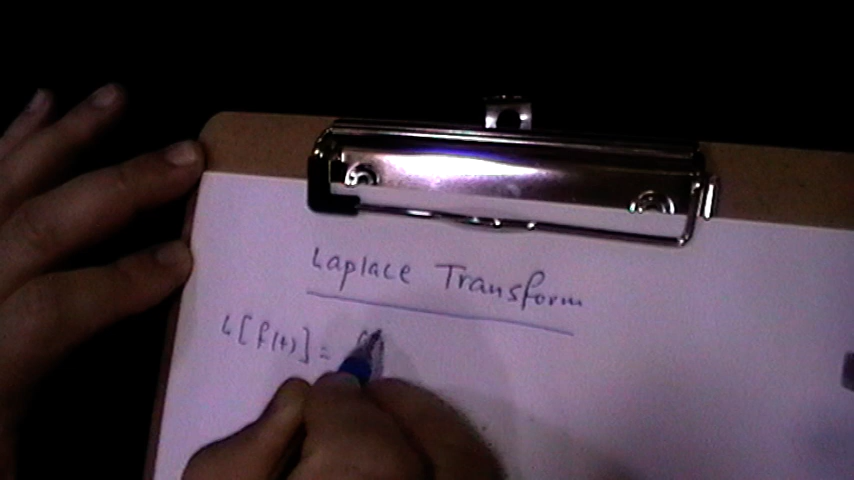 Laplace Transform
L[f(t)] =